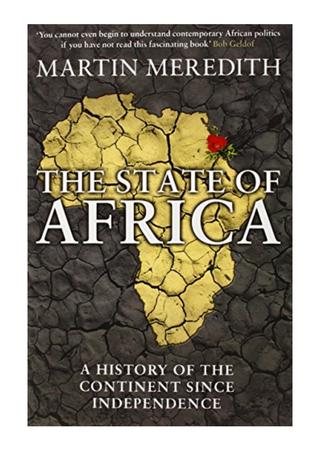 'You cannot even begin to understand contemporary African politics
if you have not read this fascinating book' Bob Geldof
MARTIN MEREDITH
THE STATE OF
AFRICA
A HISTORY OF THE
CONTINENT SINCE
INDEPENDENCE